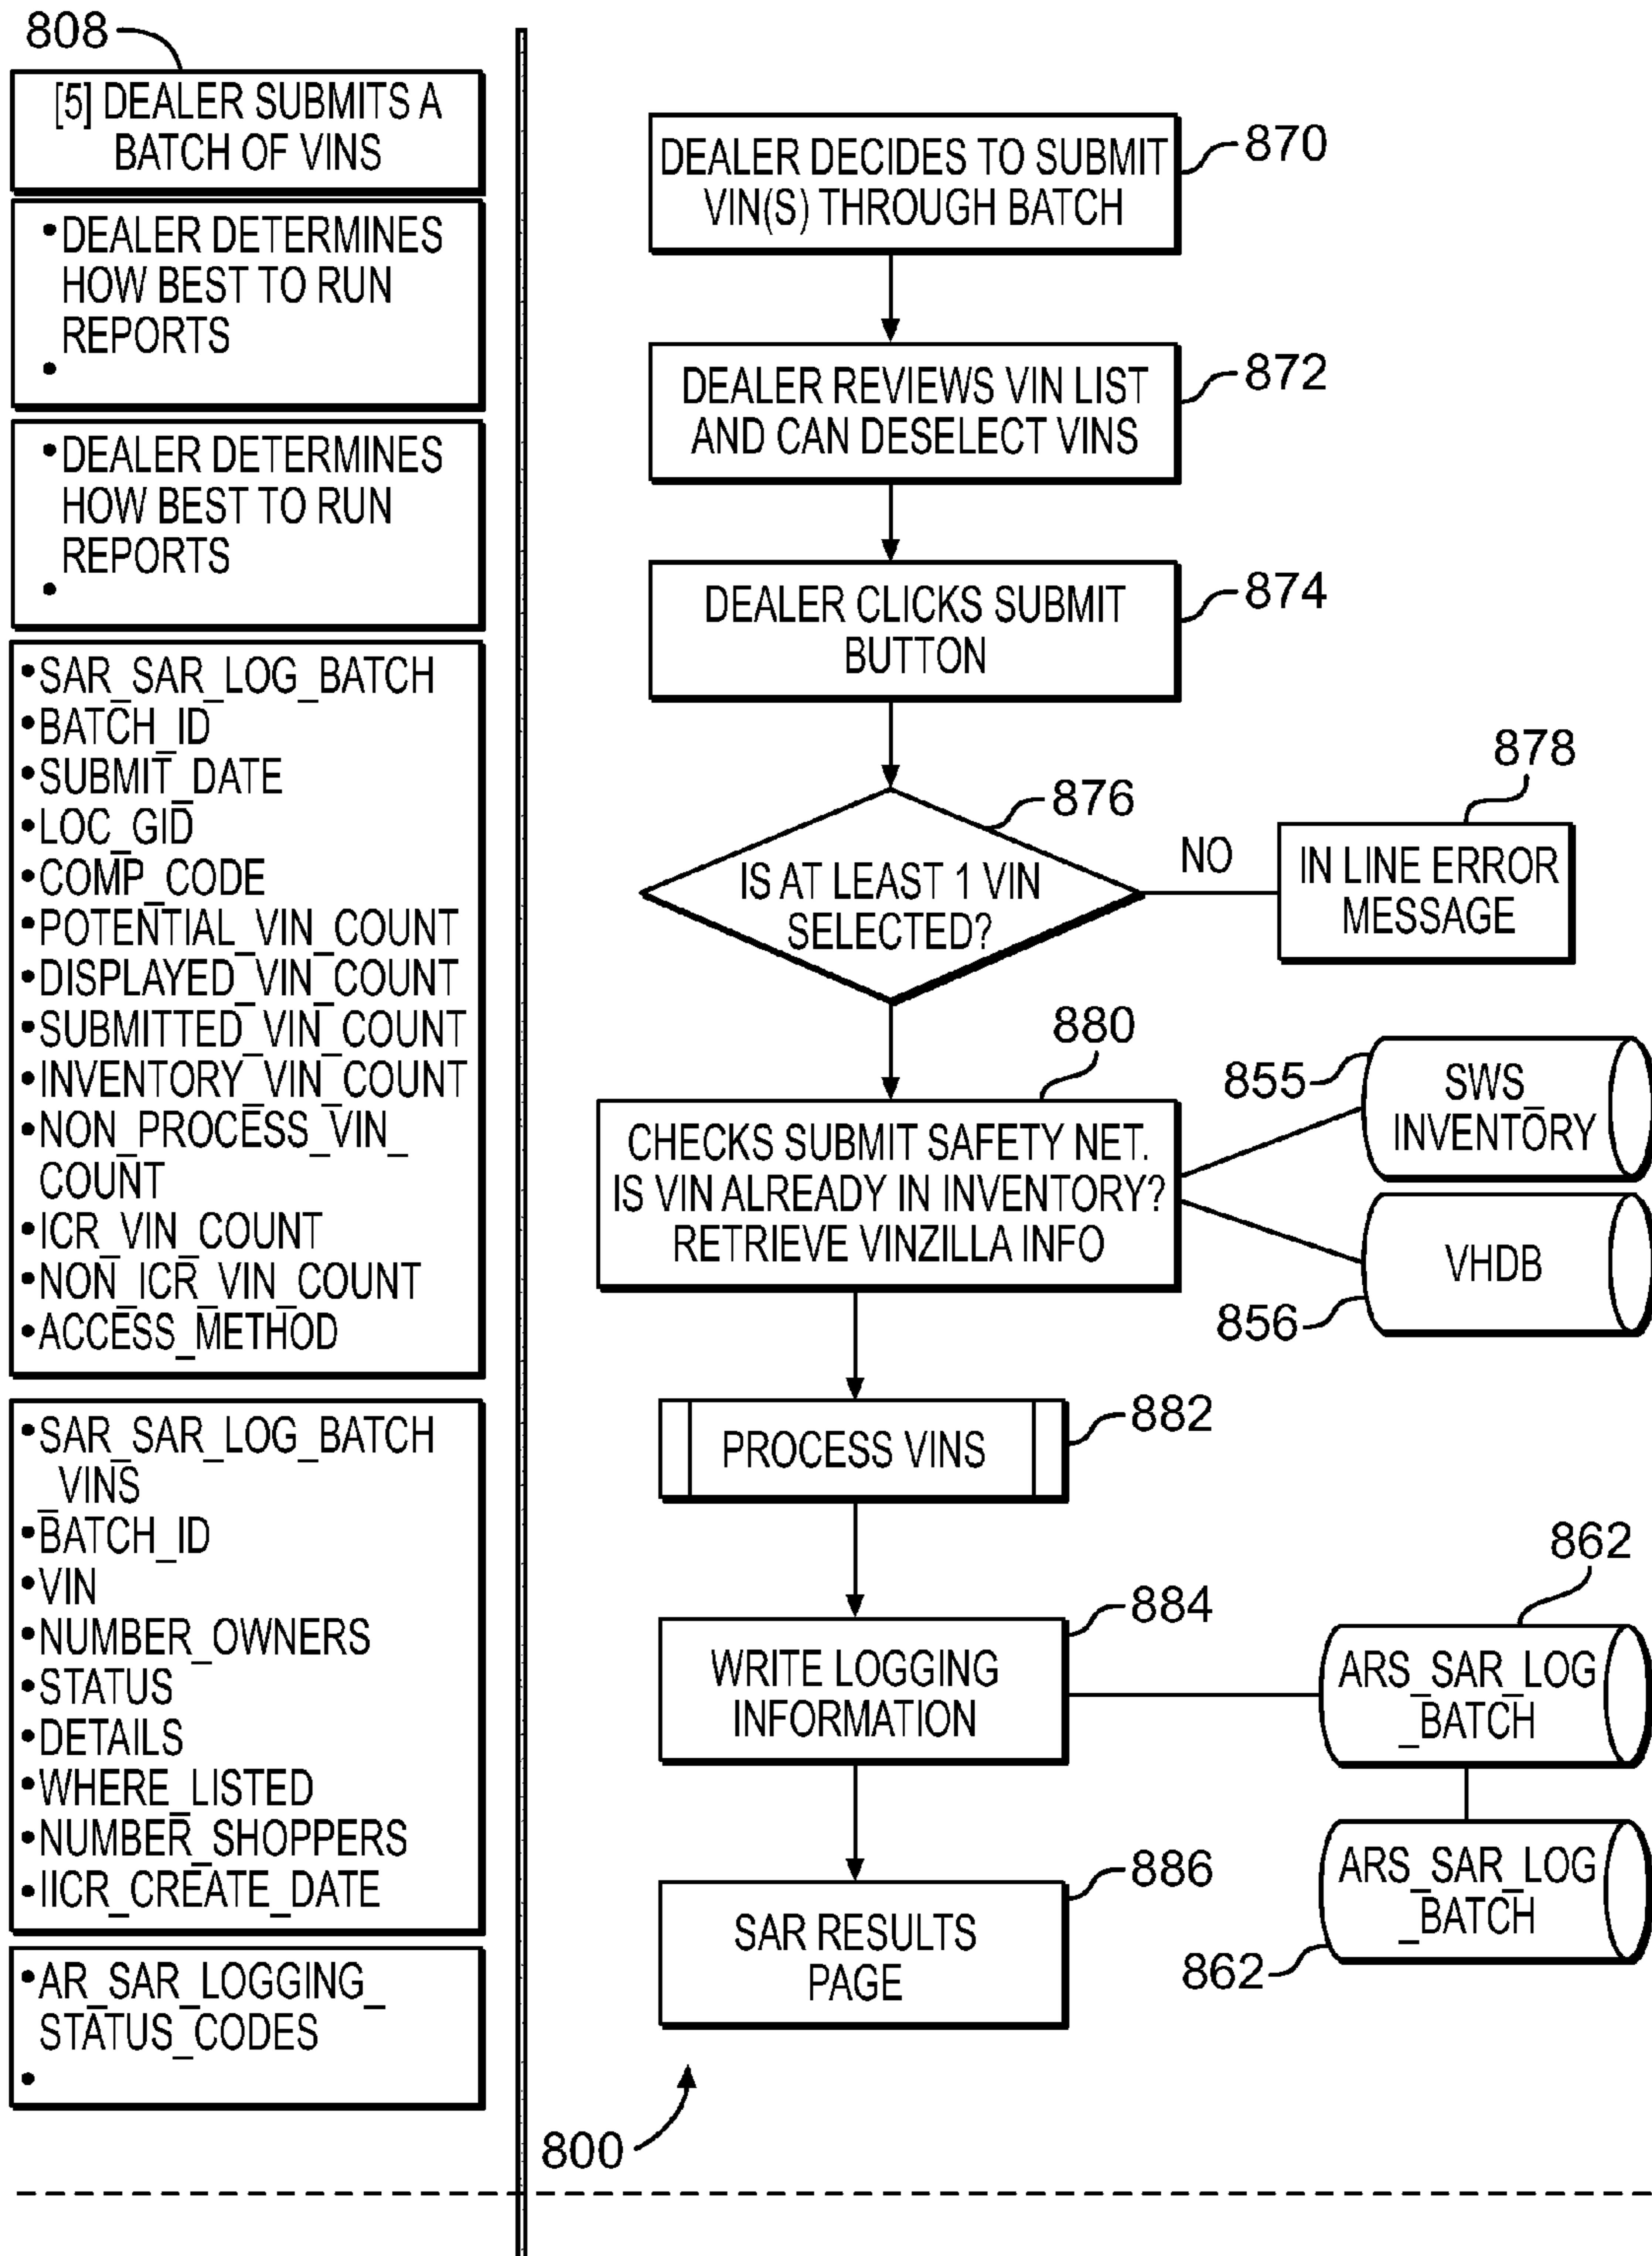 808
[5] DEALER SUBMITS A
BATCH OF VINS
•DEALER DETERMINES
HOW BEST TO RUN
REPORTS
•
•DEALER DETERMINES
HOW BEST TO RUN
REPORTS
•
•SAR_SAR_LOG_BATCH
•BATCH_ID
•SUBMIT_DATE
•LOC_GID
•COMP_CODE
•POTENTIAL_VIN_COUNT
•DISPLAYED_VIN_COUNT
•SUBMITTED_VIN_COUNT
•INVENTORY_VIN_COUNT
•NON_PROCESS_VIN_
COUNT
•ICR_VIN_COUNT
•NON_ICR_VIN_COUNT
•ACCESS_METHOD
•SAR_SAR_LOG_BATCH
_VINS
•BATCH_ID
•VIN
•NUMBER_OWNERS
•STATUS
•DETAILS
•WHERE_LISTED
•NUMBER_SHOPPERS
•IICR_CREATE_DATE
•AR_SAR_LOGGING_
STATUS_CODES
•
DEALER DECIDES TO SUBMIT
VIN(S) THROUGH BATCH
870
DEALER REVIEWS VIN LIST
AND CAN DESELECT VINS
872
DEALER CLICKS SUBMIT
BUTTON
874
876
IS AT LEAST 1 VIN
SELECTED?
NO
878
IN LINE ERROR
MESSAGE
880
CHECKS SUBMIT SAFETY NET.
IS VIN ALREADY IN INVENTORY?
RETRIEVE VINZILLA INFO
855
SWS_
INVENTORY
VHDB
856
PROCESS VINS
882
WRITE LOGGING
INFORMATION
884
862
ARS_SAR_LOG
_BATCH
ARS_SAR_LOG
_BATCH
862
SAR RESULTS
PAGE
886
800